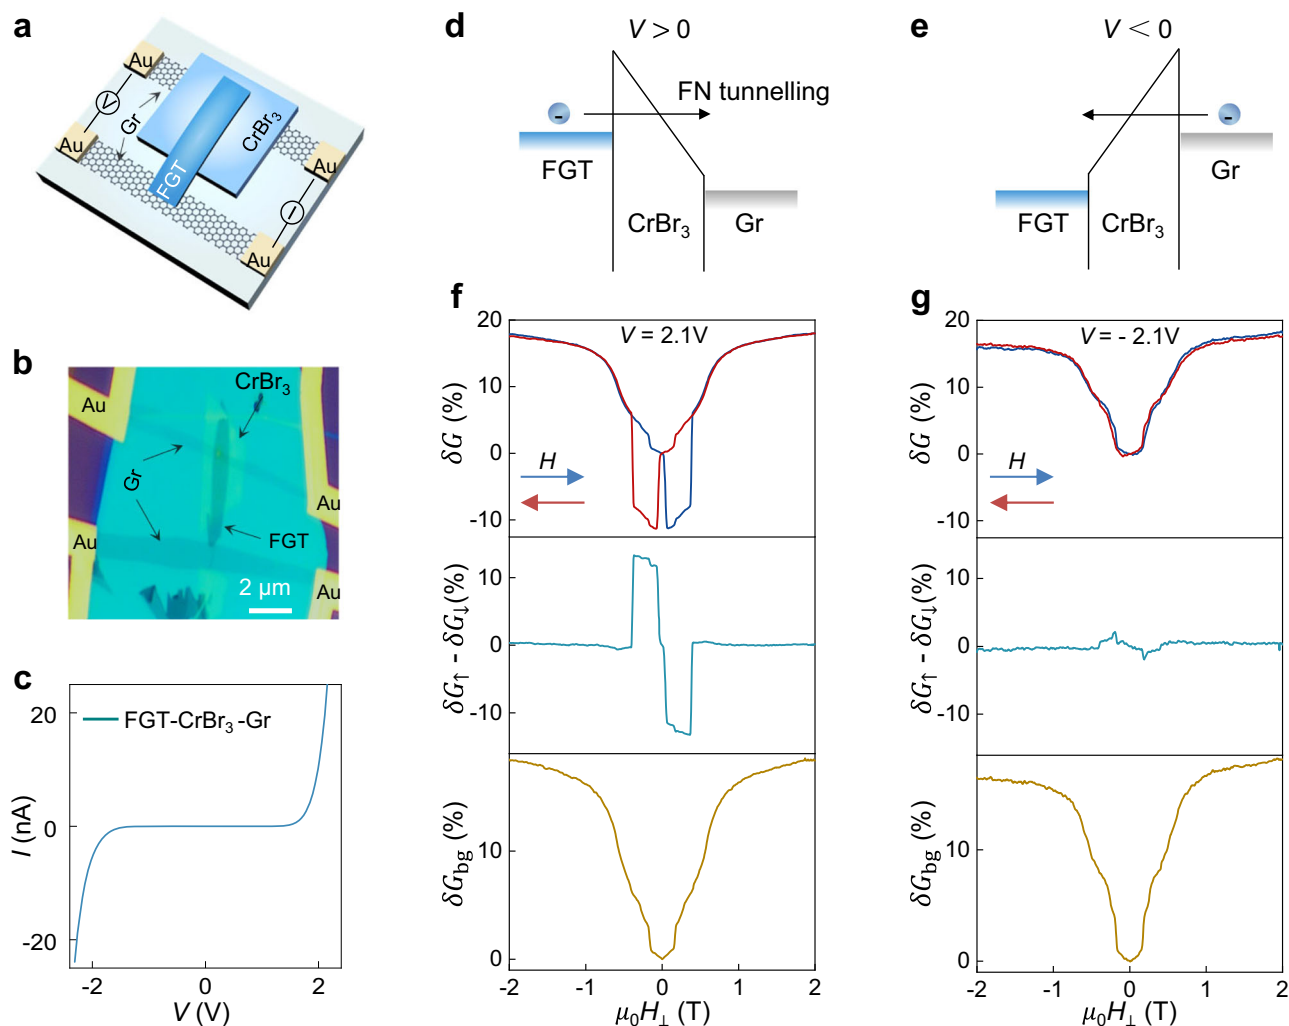 a
Au
V
Gr
Au
CrBr₃
FGT
Au
I
Au
b
CrBr₃
Au
Gr
Au
Au
FGT
2 µm
Au
c
20
FGT-CrBr₃-Gr
I (nA)
0
-20
-2
0
2
V (V)
d
V > 0
FN tunnelling
-
FGT
CrBr₃
Gr
e
V < 0
-
Gr
FGT
CrBr₃
f
20
V = 2.1V
10
δG (%)
0
H
-10
10
δG↑ - δG↓(%)
0
-10
10
δG_bg (%)
0
-2
-1
0
1
2
μ₀H⊥ (T)
g
20
V = - 2.1V
10
δG (%)
0
H
-10
10
δG↑ - δG↓(%)
0
-10
10
δG_bg (%)
0
-2
-1
0
1
2
μ₀H⊥ (T)